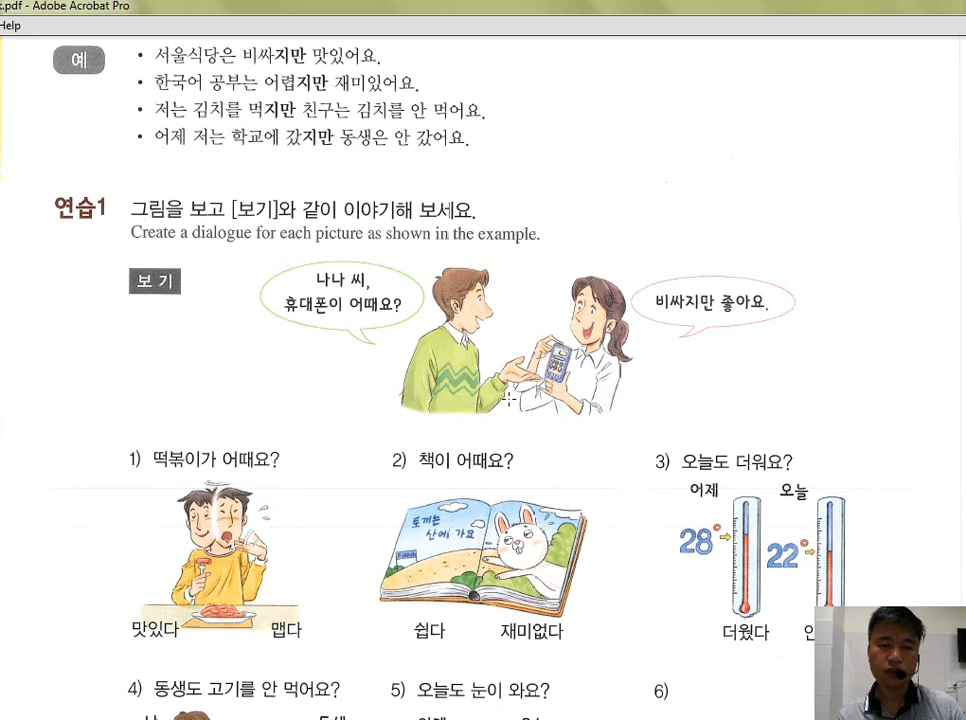 k.pdf - Adobe Acrobat Pro
Help
예
• 서울식당은 비싸지만 맛있어요.
• 한국어 공부는 어렵지만 재미있어요.
• 저는 김치를 먹지만 친구는 김치를 안 먹어요.
• 어제 저는 학교에 갔지만 동생은 안 갔어요.
연습1 그림을 보고 [보기]와 같이 이야기해 보세요.
Create a dialogue for each picture as shown in the example.
보기
나나 씨,
휴대폰이 어때요?
비싸지만 좋아요.
1) 떡볶이가 어때요?
맛있다 맵다
2) 책이 어때요?
토끼는
산에 가요
쉽다 재미없다
3) 오늘도 더워요?
어제 오늘
28° 22°
더웠다
4) 동생도 고기를 안 먹어요?
5) 오늘도 눈이 와요?
6)